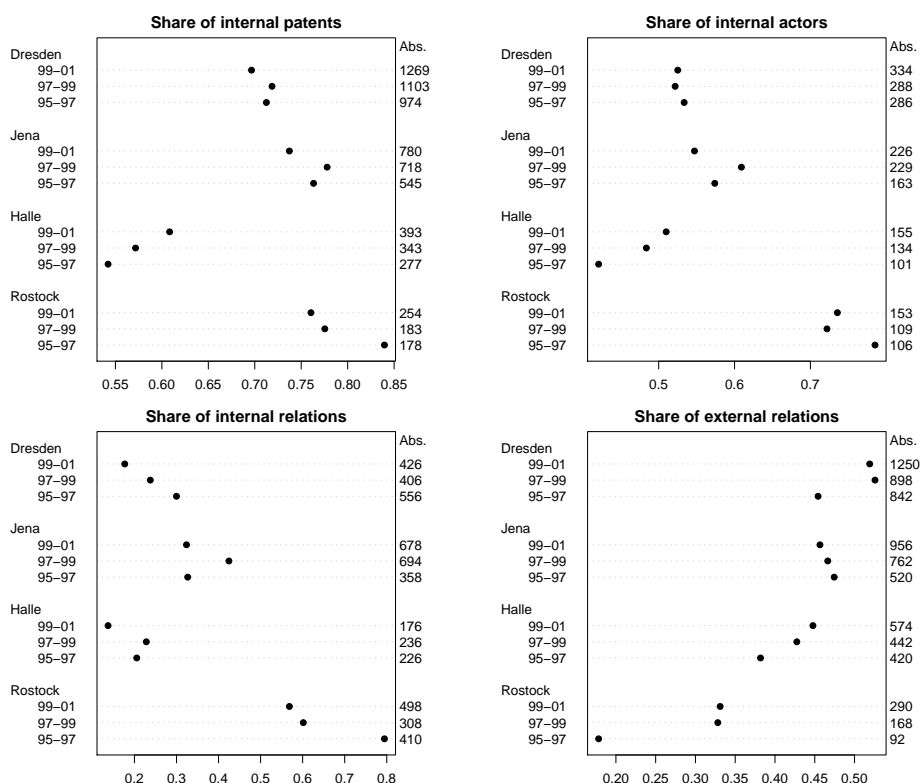 Share of internal patents
Abs.
Dresden
99−01 1269
97−99 1103
95−97 974
Jena
99−01 780
97−99 718
95−97 545
Halle
99−01 393
97−99 343
95−97 277
Rostock
99−01 254
97−99 183
95−97 178
0.55 0.60 0.65 0.70 0.75 0.80 0.85
Share of internal actors
Abs.
Dresden
99−01 334
97−99 288
95−97 286
Jena
99−01 226
97−99 229
95−97 163
Halle
99−01 155
97−99 134
95−97 101
Rostock
99−01 153
97−99 109
95−97 106
0.5 0.6 0.7
Share of internal relations
Abs.
Dresden
99−01 426
97−99 406
95−97 556
Jena
99−01 678
97−99 694
95−97 358
Halle
99−01 176
97−99 236
95−97 226
Rostock
99−01 498
97−99 308
95−97 410
0.2 0.3 0.4 0.5 0.6 0.7 0.8
Share of external relations
Abs.
Dresden
99−01 1250
97−99 898
95−97 842
Jena
99−01 956
97−99 762
95−97 520
Halle
99−01 574
97−99 442
95−97 420
Rostock
99−01 290
97−99 168
95−97 92
0.20 0.25 0.30 0.35 0.40 0.45 0.50